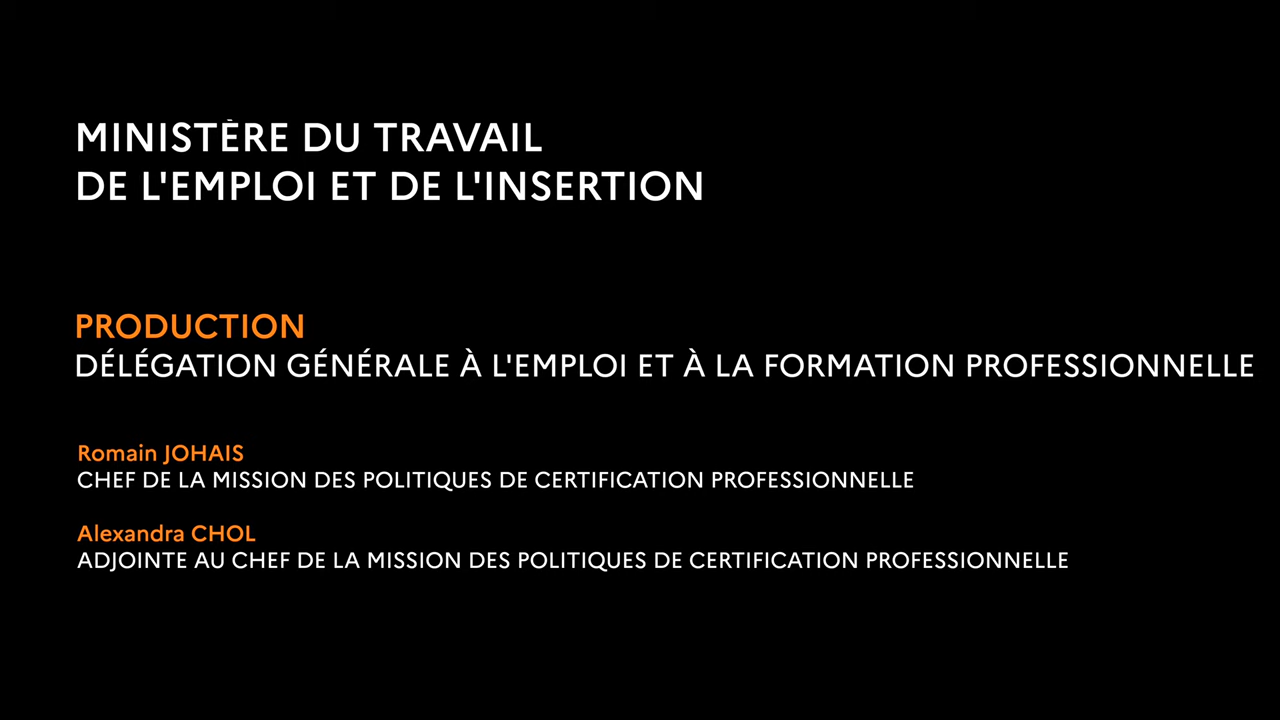 MINISTÈRE DU TRAVAIL
DE L'EMPLOI ET DE L'INSERTION
PRODUCTION
DÉLÉGATION GÉNÉRALE À L'EMPLOI ET À LA FORMATION PROFESSIONNELLE
Romain JOHAIS
CHEF DE LA MISSION DES POLITIQUES DE CERTIFICATION PROFESSIONNELLE
Alexandra CHOL
ADJOINTE AU CHEF DE LA MISSION DES POLITIQUES DE CERTIFICATION PROFESSIONNELLE